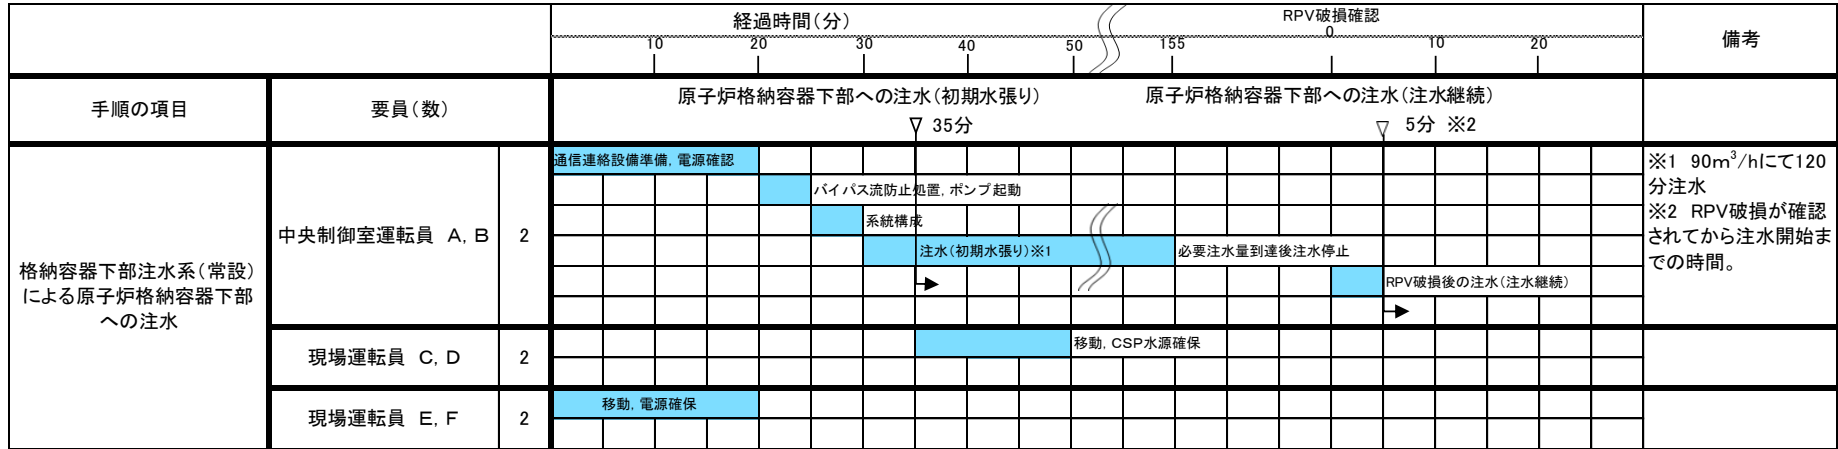 経過時間（分）
RPV破損確認
備考
10 20 30 40 50 155 0 10 20
手順の項目
要員（数）
原子炉格納容器下部への注水（初期水張り）
原子炉格納容器下部への注水（注水継続）
35分
5分 ※2
格納容器下部注水系（常設）
による原子炉格納容器下部
への注水
中央制御室運転員 A，B
2
通信連絡設備準備，電源確認
バイパス流防止処置，ポンプ起動
系統構成
注水（初期水張り）※1
必要注水量到達後注水停止
RPV破損後の注水（注水継続）
※1 90m³/hにて120
分注水
※2 RPV破損が確認
されてから注水開始ま
での時間。
現場運転員 C，D
2
移動，CSP水源確保
現場運転員 E，F
2
移動，電源確保